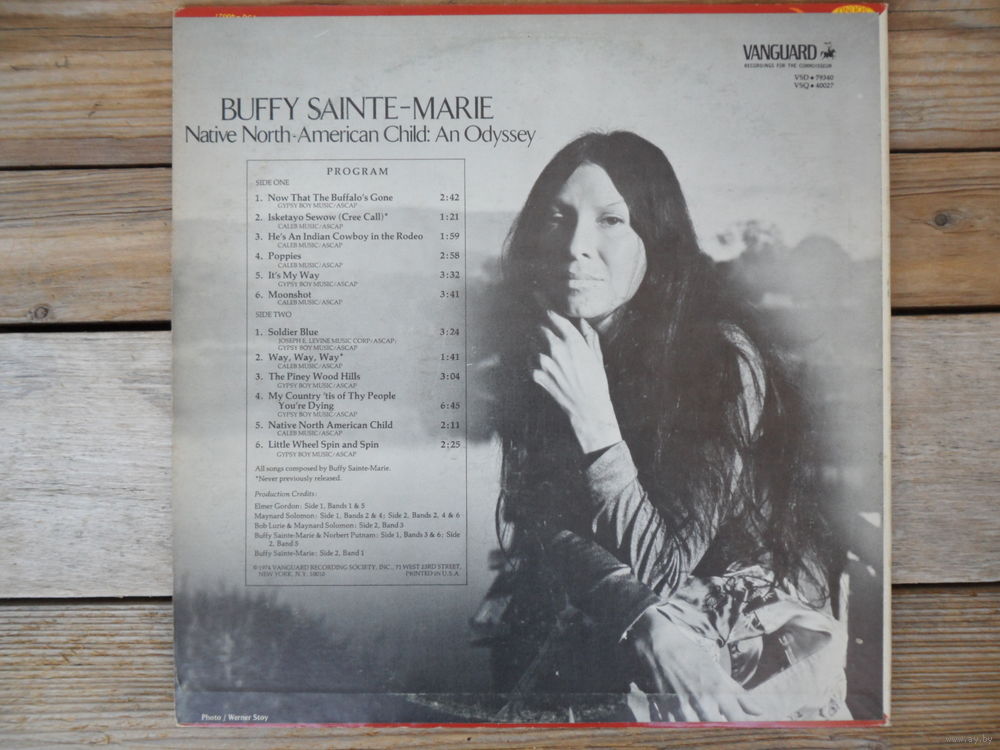 VANGUARD
RECORDINGS FOR THE CONNOISSEUR
VSD • 79340
VSQ • 40027
BUFFY SAINTE-MARIE
Native North-American Child: An Odyssey
PROGRAM
SIDE ONE
1. Now That The Buffalo's Gone 2:42
GYPSY BOY MUSIC/ASCAP
2. Isketayo Sewow (Cree Call)* 1:21
CALEB MUSIC/ASCAP
3. He's An Indian Cowboy in the Rodeo 1:59
CALEB MUSIC/ASCAP
4. Poppies 2:58
CALEB MUSIC/ASCAP
5. It's My Way 3:32
GYPSY BOY MUSIC/ASCAP
6. Moonshot 3:41
CALEB MUSIC/ASCAP
SIDE TWO
1. Soldier Blue 3:24
JOSEPH E. LEVINE MUSIC CORP/ASCAP;
GYPSY BOY MUSIC/ASCAP
2. Way, Way, Way* 1:41
CALEB MUSIC/ASCAP
3. The Piney Wood Hills 3:04
GYPSY BOY MUSIC/ASCAP
4. My Country 'tis of Thy People
You're Dying 6:45
GYPSY BOY MUSIC/ASCAP
5. Native North American Child 2:11
CALEB MUSIC/ASCAP
6. Little Wheel Spin and Spin 2:25
GYPSY BOY MUSIC/ASCAP
All songs composed by Buffy Sainte-Marie.
*Never previously released.
Production Credits:
Elmer Gordon: Side 1, Bands 1 & 5
Maynard Solomon: Side 1, Bands 2 & 4; Side 2, Bands 2, 4 & 6
Bob Lurie & Maynard Solomon: Side 2, Band 3
Buffy Sainte-Marie & Norbert Putnam: Side 1, Bands 3 & 6; Side
2, Band 5
Buffy Sainte-Marie: Side 2, Band 1
© 1974 VANGUARD RECORDING SOCIETY, INC., 71 WEST 23RD STREET,
NEW YORK, N.Y. 10010 PRINTED IN U.S.A.
Photo / Werner Stoy
www.ay.by